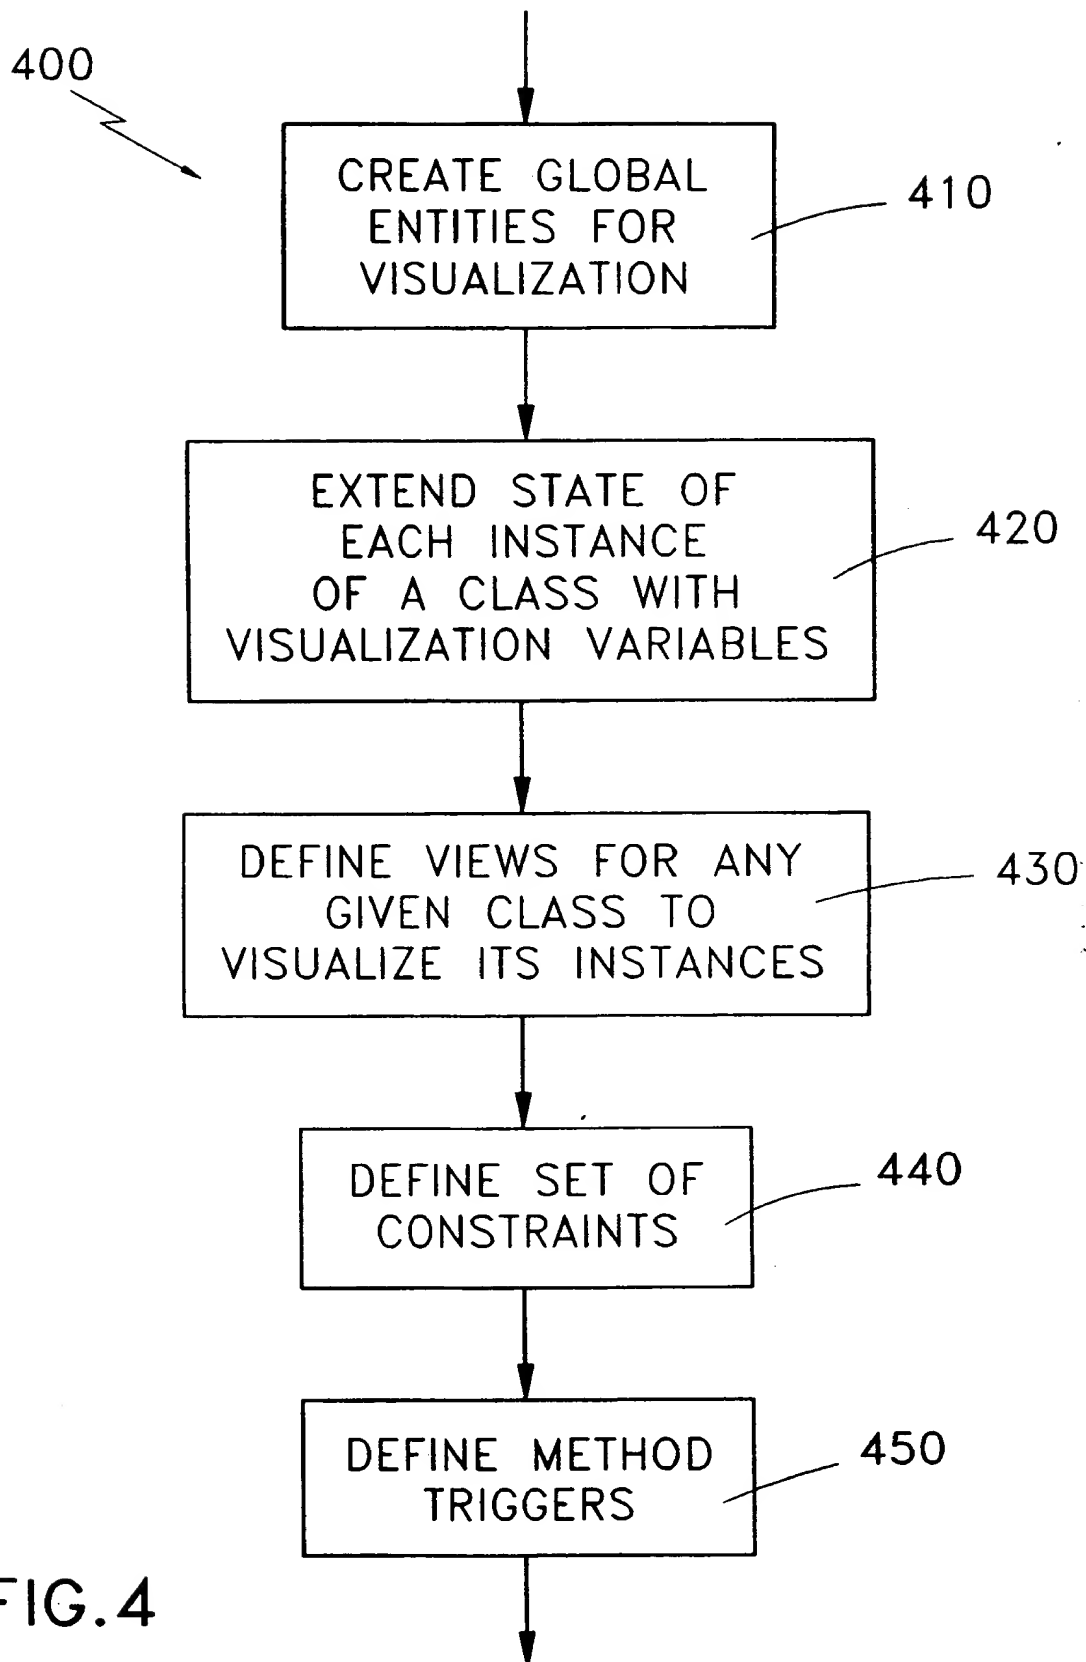 400
CREATE GLOBAL
ENTITIES FOR
VISUALIZATION
410
EXTEND STATE OF
EACH INSTANCE
OF A CLASS WITH
VISUALIZATION VARIABLES
420
DEFINE VIEWS FOR ANY
GIVEN CLASS TO
VISUALIZE ITS INSTANCES
430
DEFINE SET OF
CONSTRAINTS
440
DEFINE METHOD
TRIGGERS
450
FIG.4